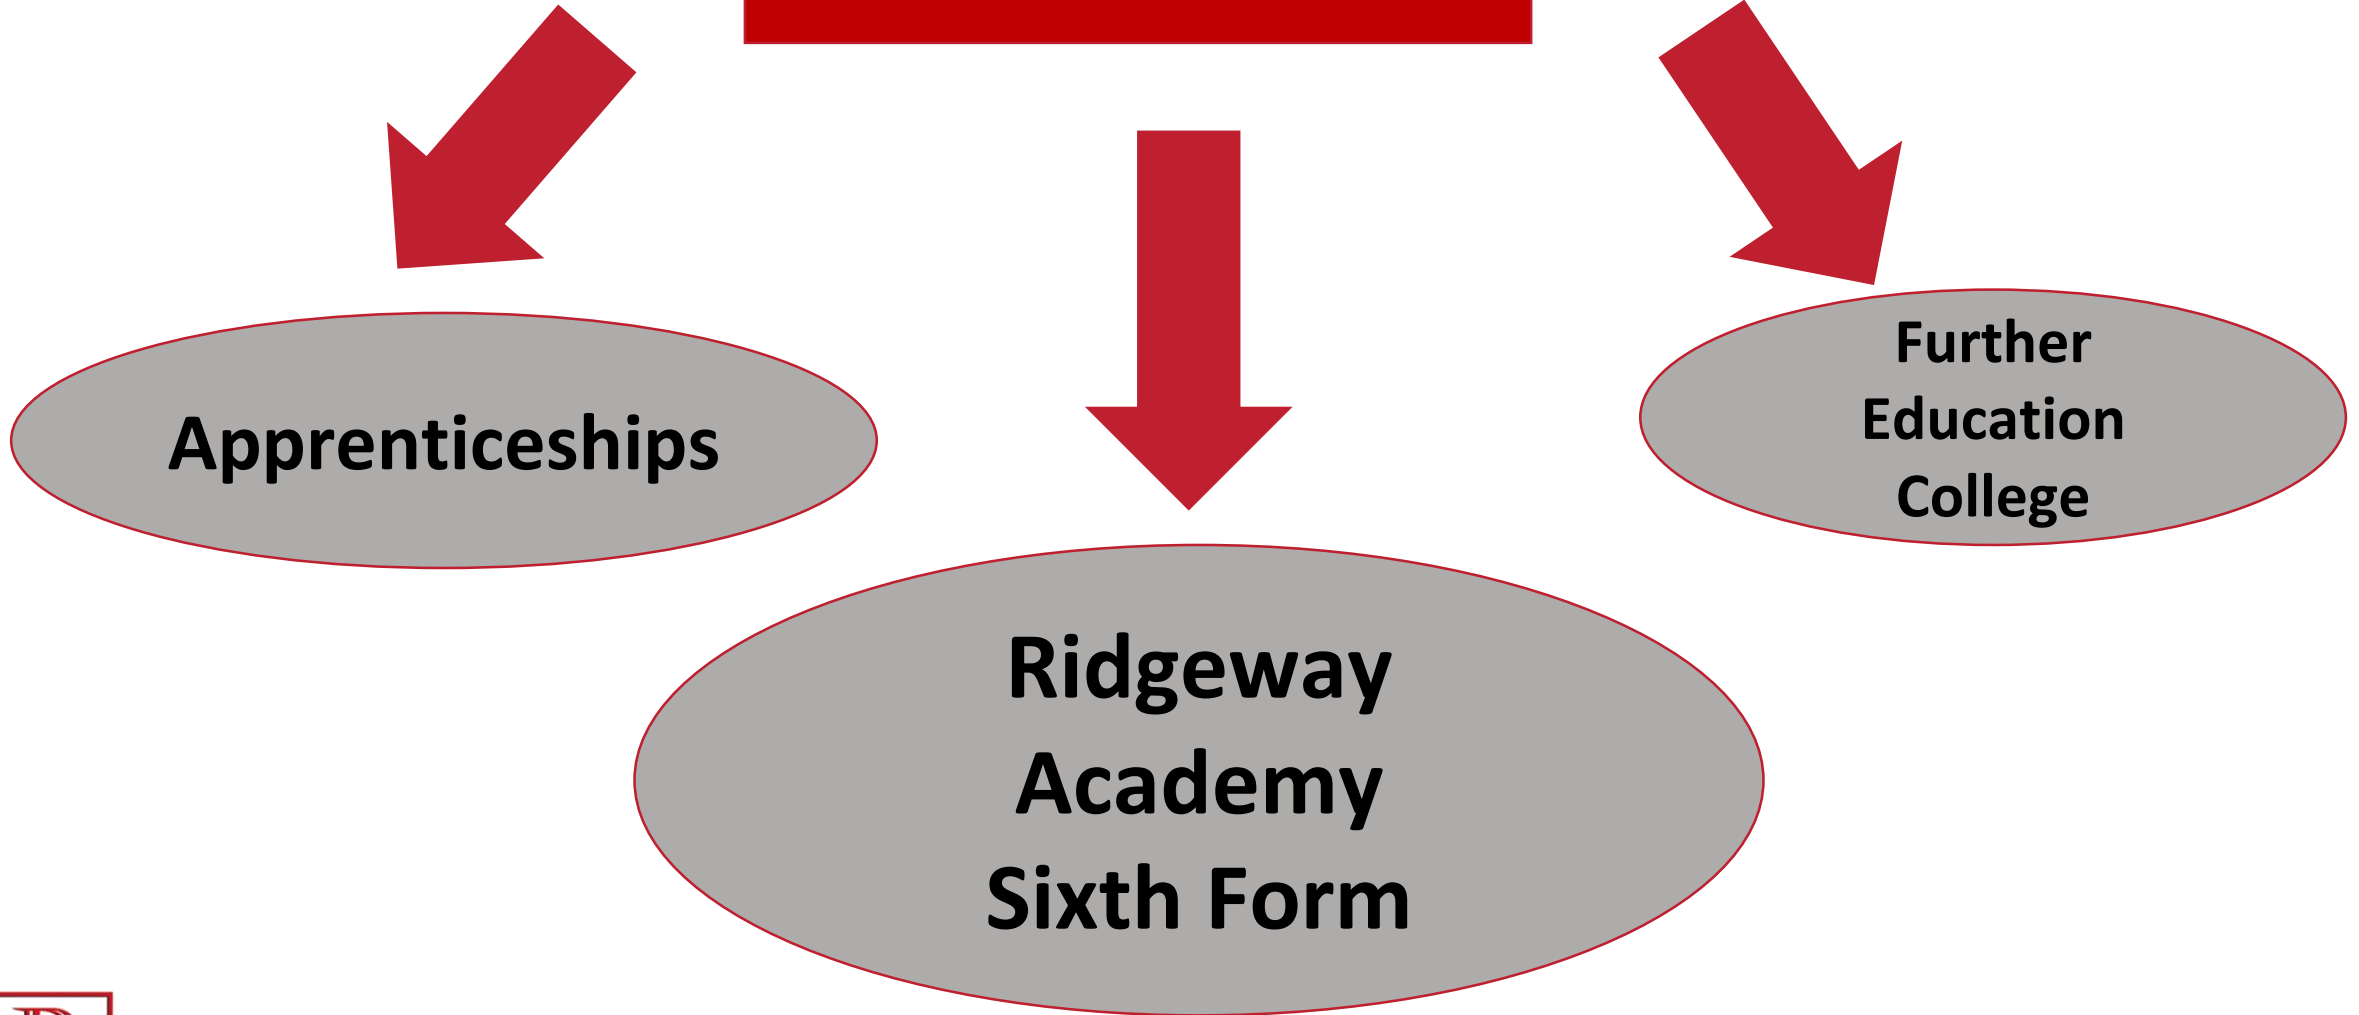 Apprenticeships
Further
Education
College
Ridgeway
Academy
Sixth Form